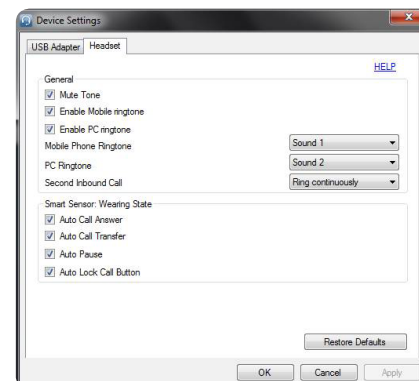 Device Settings
USB Adapter Headset
HELP
General
Mute Tone
Enable Mobile ringtone
Enable PC ringtone
Mobile Phone Ringtone Sound 1
PC Ringtone Sound 2
Second Inbound Call Ring continuously
Smart Sensor: Wearing State
Auto Call Answer
Auto Call Transfer
Auto Pause
Auto Lock Call Button
Restore Defaults
OK Cancel Apply